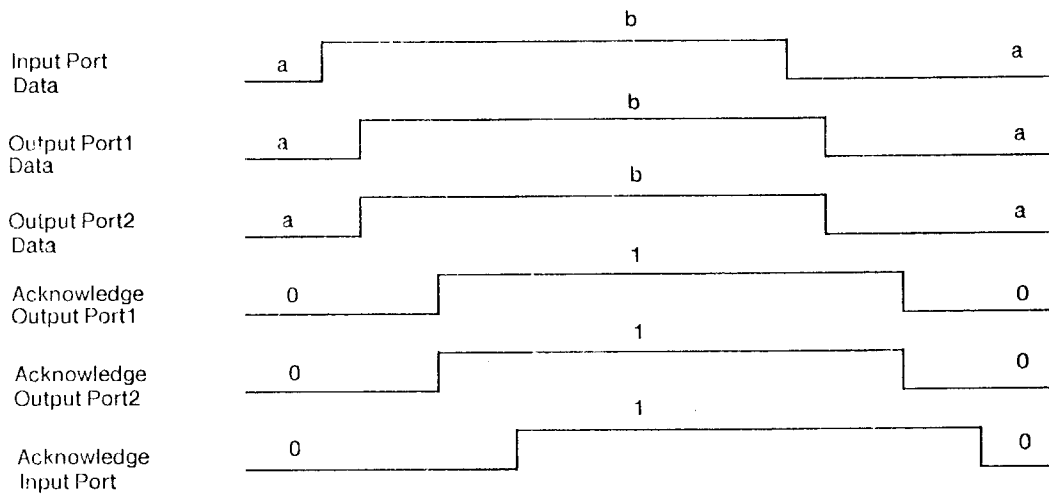 b
Input Port
Data
a
a
b
Output Port1
Data
a
a
b
Output Port2
Data
a
a
1
Acknowledge
Output Port1
0
0
1
Acknowledge
Output Port2
0
0
1
Acknowledge
Input Port
0
0